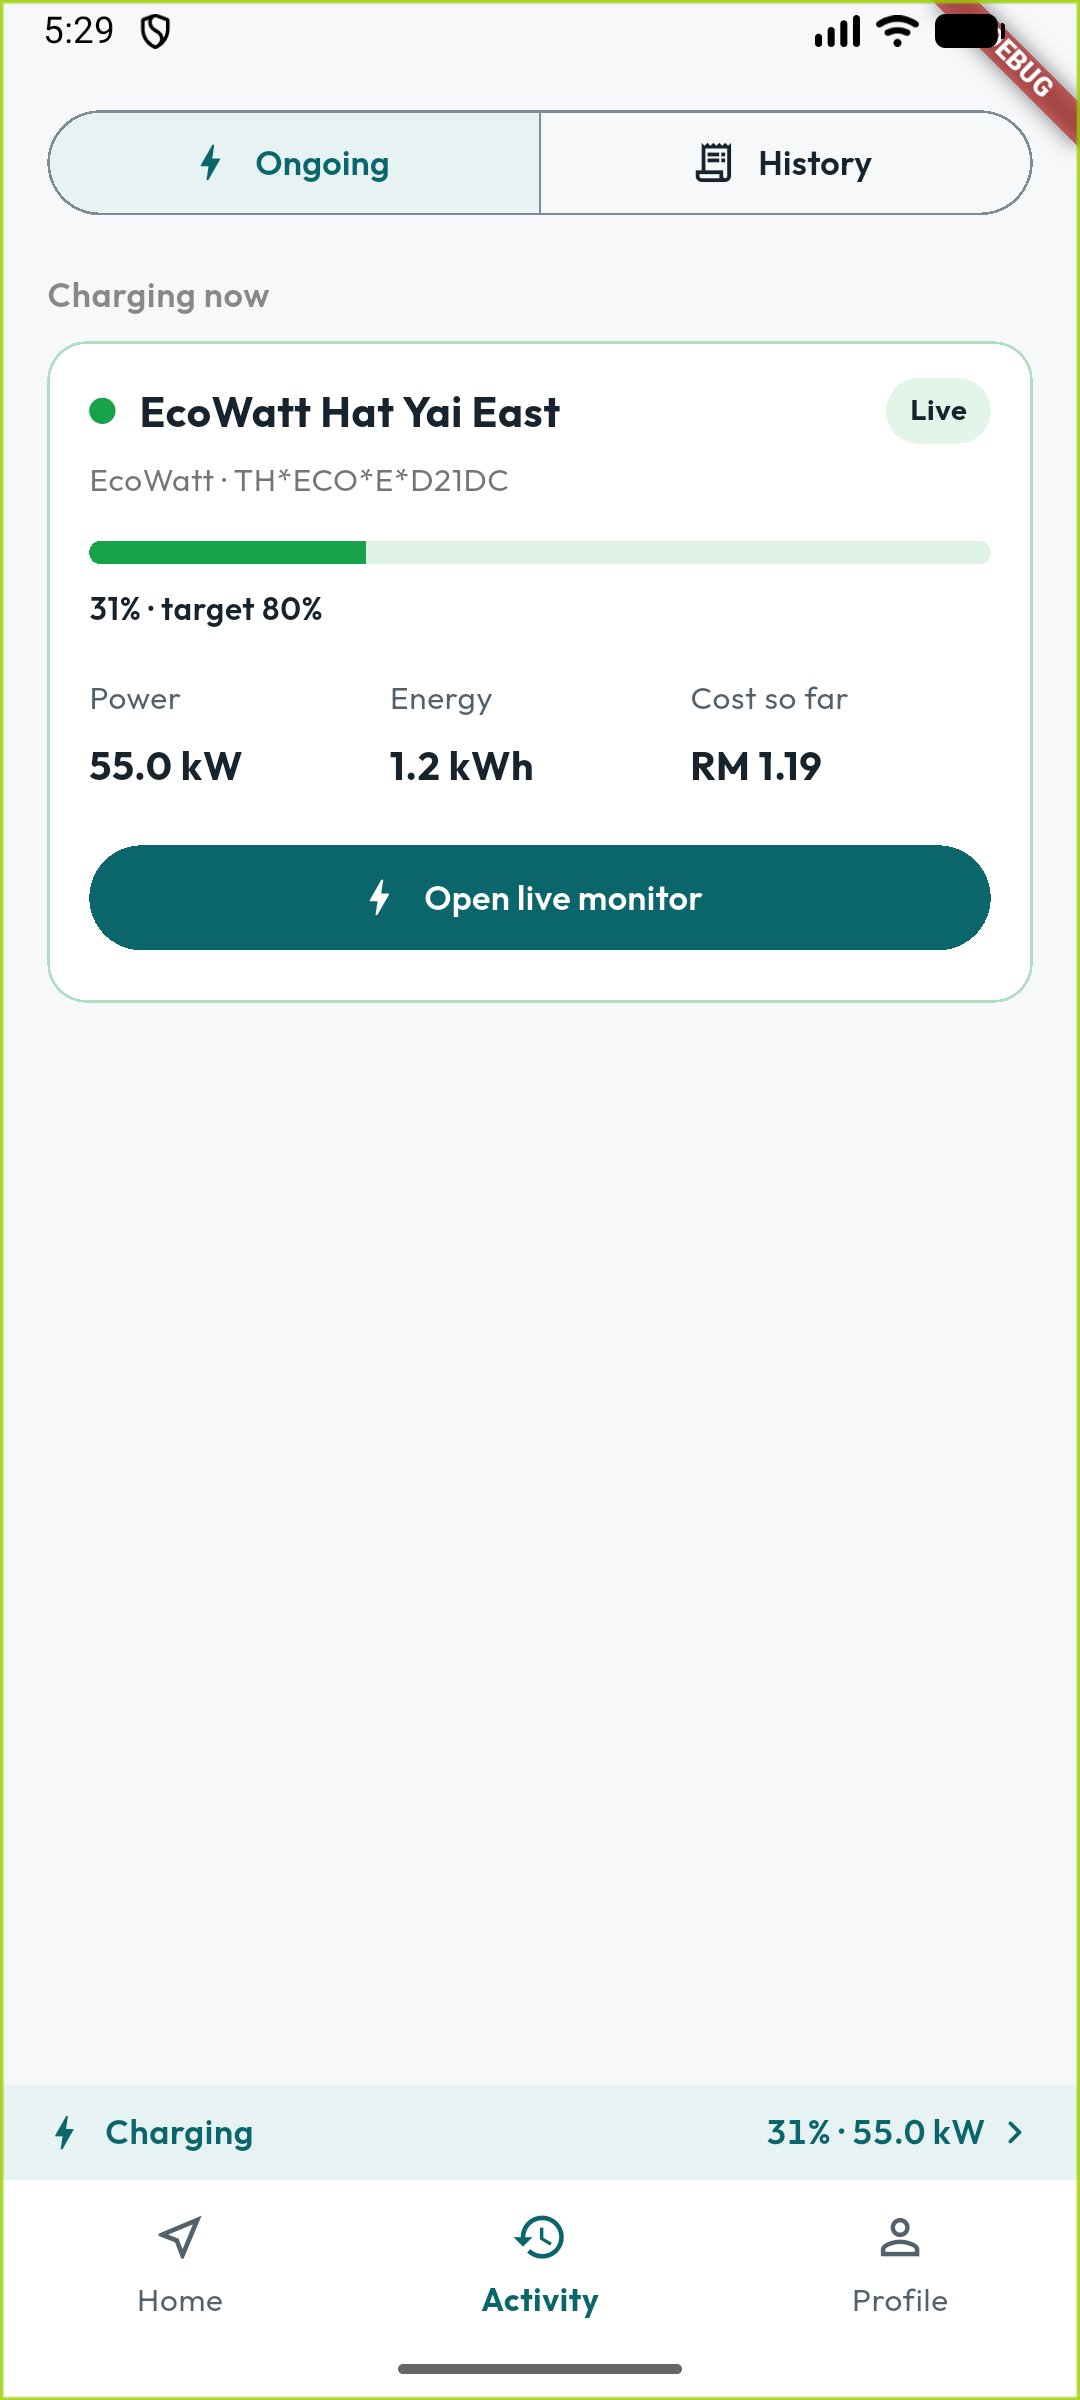 5:29
EBUG
Ongoing
History
Charging now
EcoWatt Hat Yai East
Live
EcoWatt · TH*ECO*E*D21DC
31% · target 80%
Power
Energy
Cost so far
55.0 kW
1.2 kWh
RM 1.19
Open live monitor
Charging
31% · 55.0 kW
Home
Activity
Profile